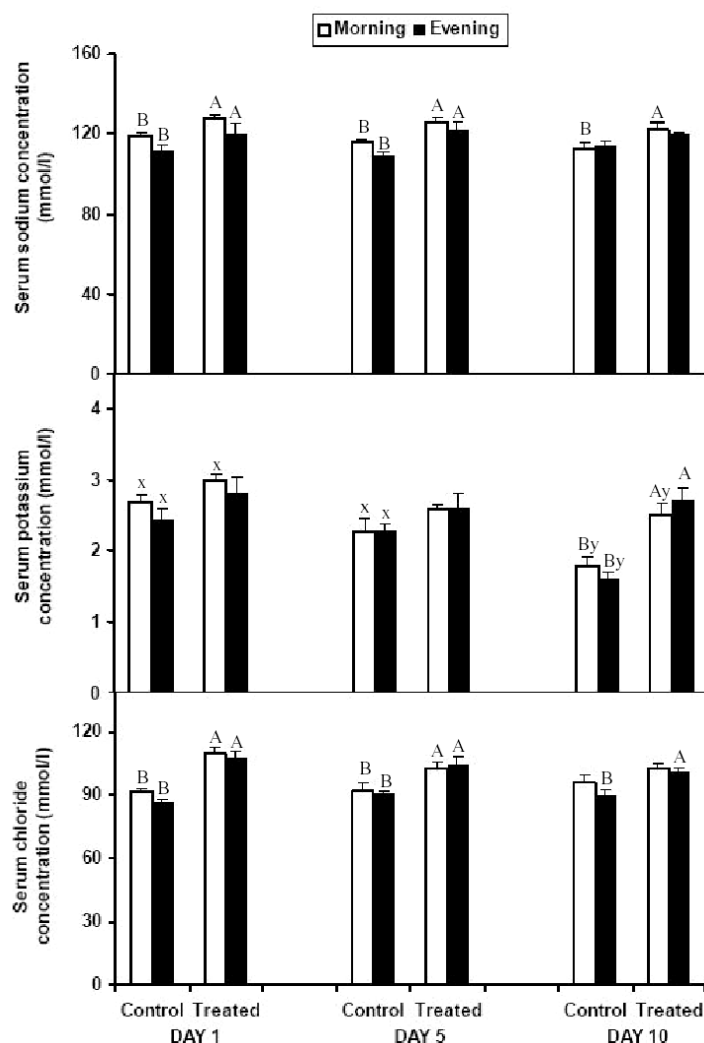 Morning Evening
Serum sodium concentration
(mmol/l)
160
120
80
40
0
B B A A B B A A B A
Serum potassium
concentration (mmol/l)
4
3
2
1
0
x x x x x By By Ay A
Serum chloride
concentration (mmol/l)
120
90
60
30
0
B B A A B B A A B A
Control Treated Control Treated Control Treated
DAY 1 DAY 5 DAY 10